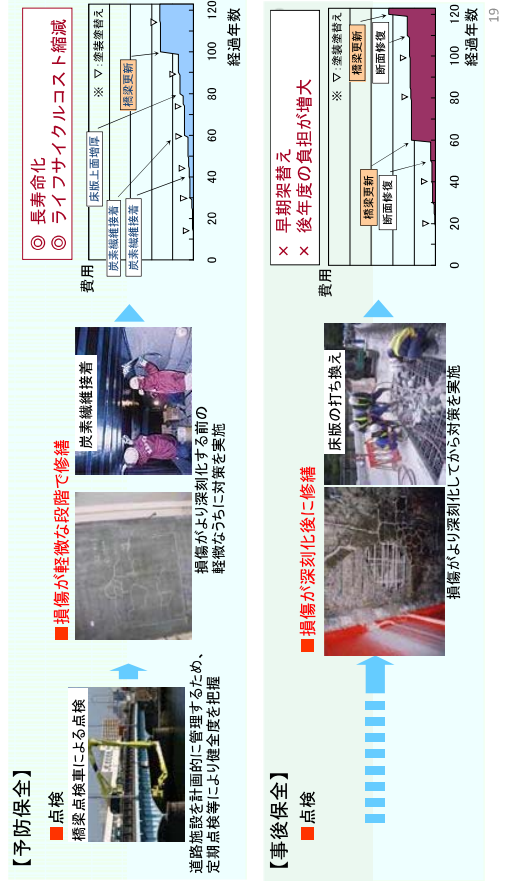 【予防保全】
■点検
橋梁点検車による点検
道路施設を計画的に管理するため、
定期点検等により健全度を把握
■損傷が軽微な段階で修繕
炭素繊維接着
損傷がより深刻化する前の
軽微なうちに対策を実施
◎ 長寿命化
◎ ライフサイクルコスト縮減
費用
※ ▽:塗装塗替え
床版上面増厚
炭素繊維接着
炭素繊維接着
橋梁更新
0 20 40 60 80 100 120
経過年数
【事後保全】
■点検
■損傷が深刻化後に修繕
床版の打ち換え
損傷がより深刻化してから対策を実施
× 早期架替え
× 後年度の負担が増大
費用
※ ▽:塗装塗替え
橋梁更新
断面修復
橋梁更新
断面修復
0 20 40 60 80 100 120
経過年数
19